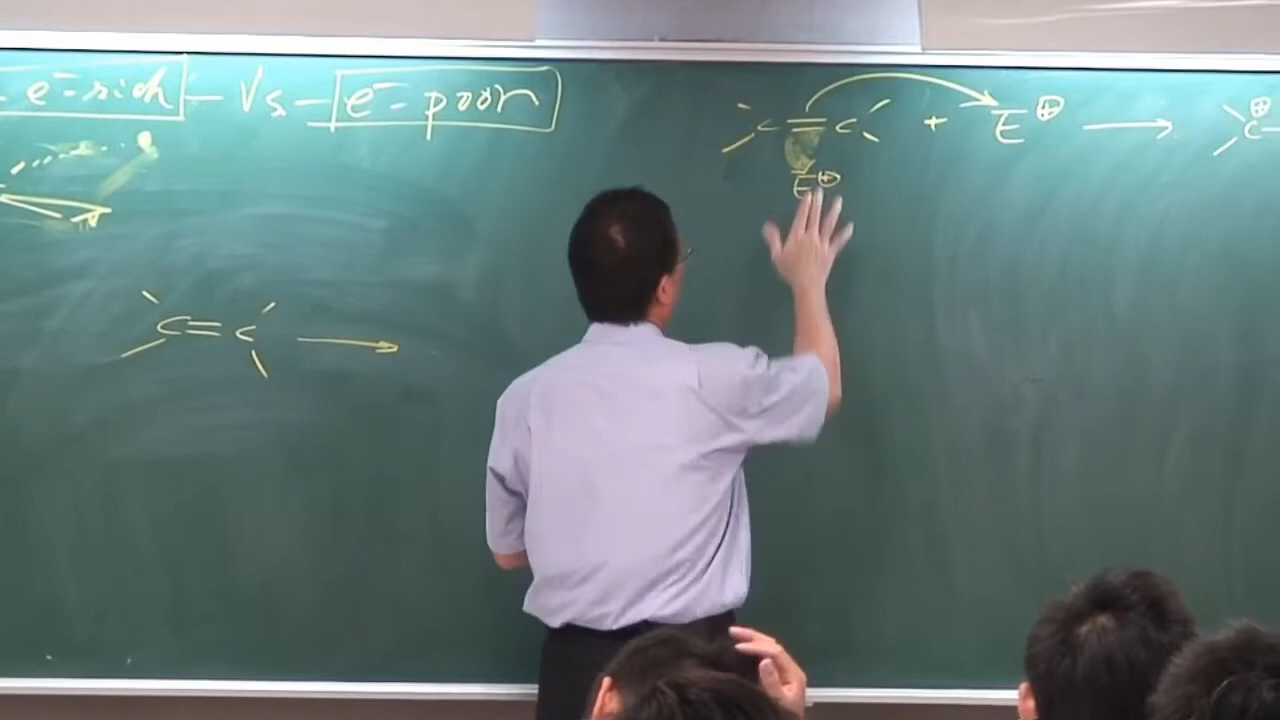 e⁻-rich — Vs — e⁻-poor
C=C + E⊕ → ⊕C—
E⊕
C=C →